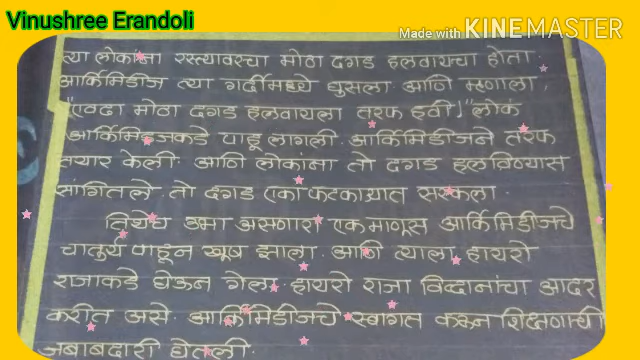 Vinushree Erandoli
Made with KINEMASTER
त्या लोकांना रस्त्यावरचा मोठा दगड हलवायचा होता.
आर्किमिडीज त्या गर्दीमध्ये घुसला आणि म्हणाला,
"एवढा मोठा दगड हलवायला तरफ हवी।" लोकं
आर्किमिडीजकडे पाहू लागली. आर्किमिडीजने तरफ
तयार केली. आणि लोकांना तो दगड हलविण्यास
सांगितले तो दगड एका फटकाऱ्यात सरकला.
तिथेच उभा असणारा एक माणूस आर्किमिडीजचे
चातुर्य पाहून खूष झाला. आणि त्याला हायरो
राजाकडे घेऊन गेला. हायरो राजा विद्वानांचा आदर
करीत असे. आर्किमिडीजचे स्वागत करून शिक्षणाची
जबाबदारी घेतली.